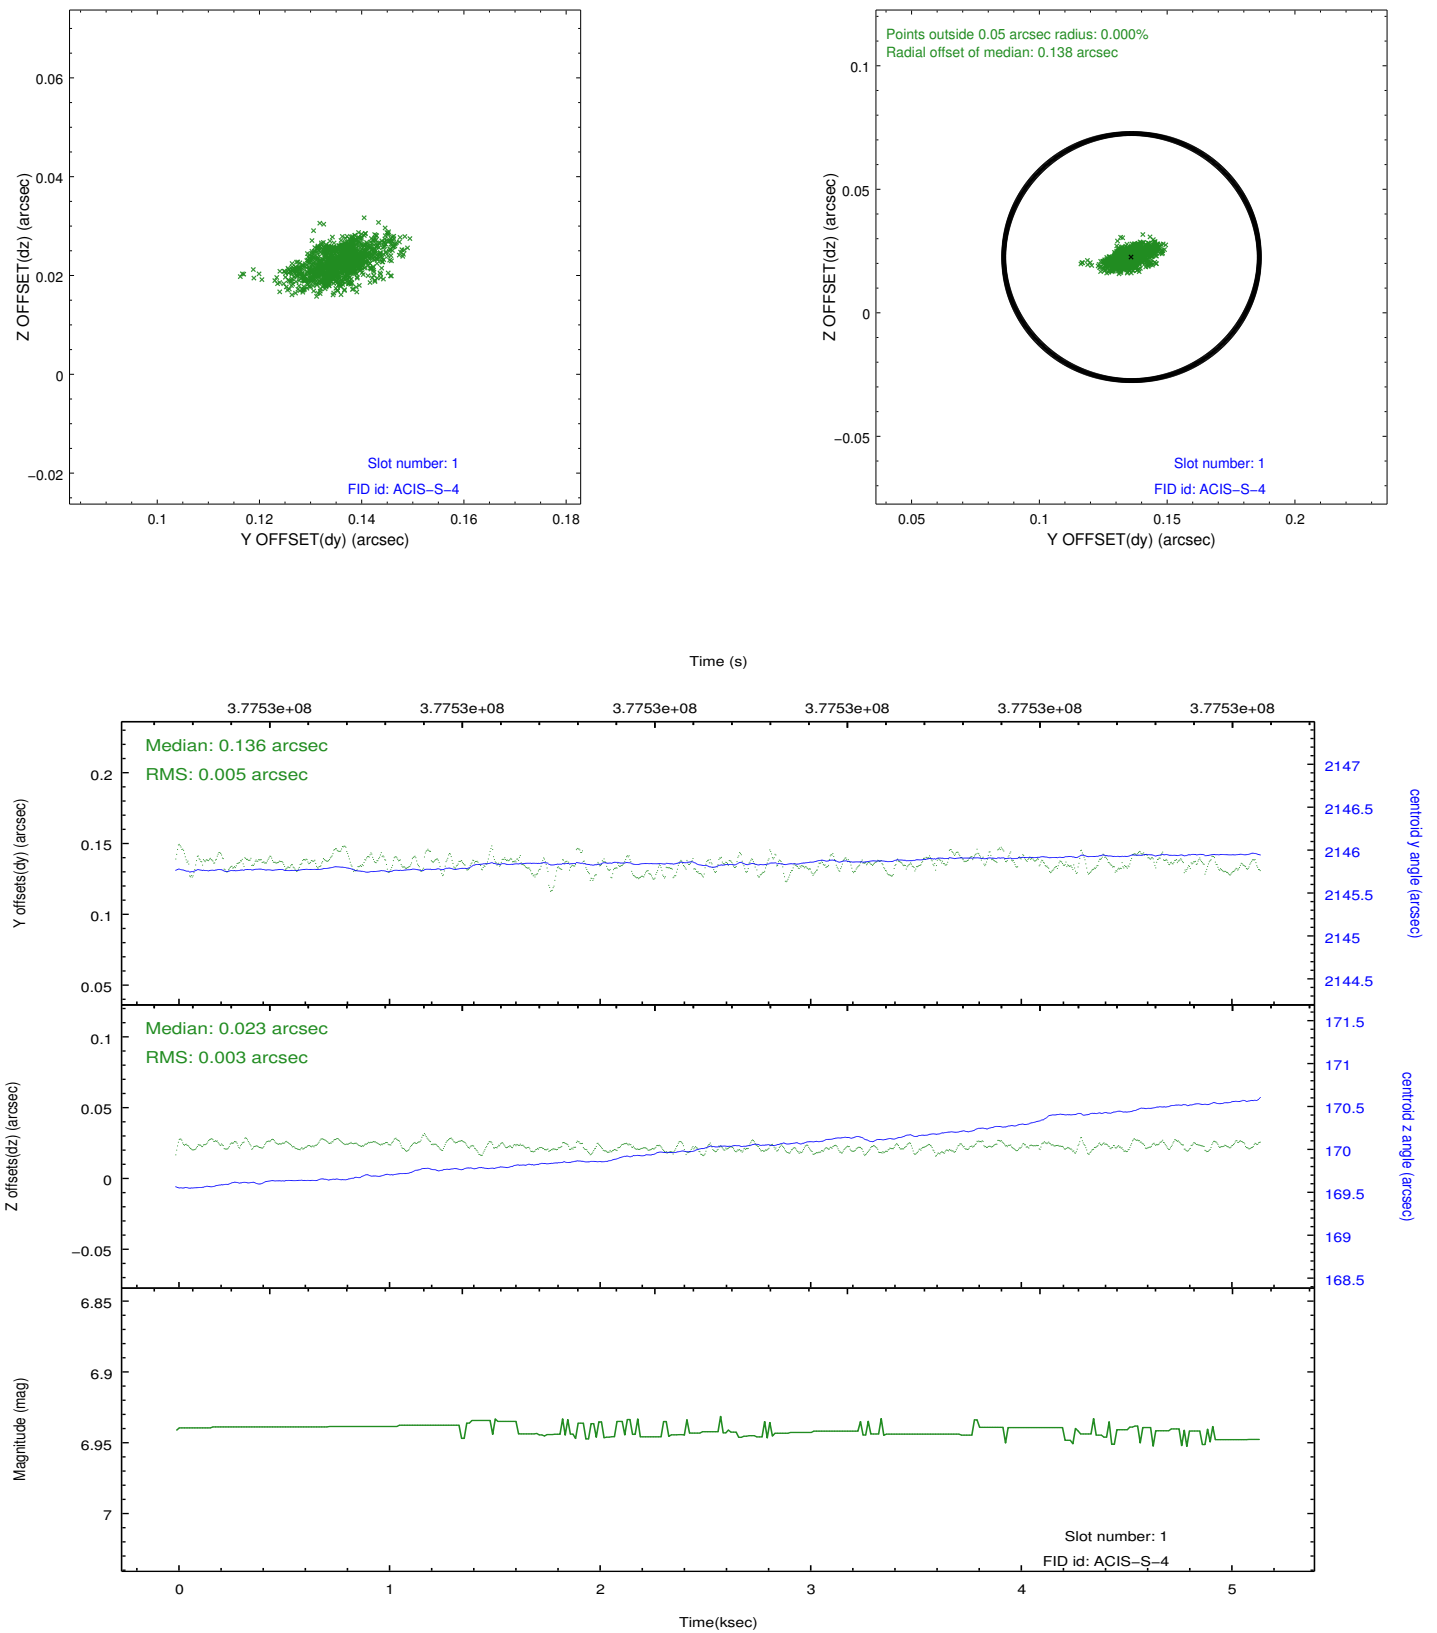 0.06
0.04
0.02
0
−0.02
Z OFFSET(dz) (arcsec)
Slot number: 1
FID id: ACIS−S−4
0.1
0.12
0.14
0.16
0.18
Y OFFSET(dy) (arcsec)
Points outside 0.05 arcsec radius: 0.000%
Radial offset of median: 0.138 arcsec
0.1
0.05
0
−0.05
Z OFFSET(dz) (arcsec)
Slot number: 1
FID id: ACIS−S−4
0.05
0.1
0.15
0.2
Y OFFSET(dy) (arcsec)
Time (s)
3.7753e+08
3.7753e+08
3.7753e+08
3.7753e+08
3.7753e+08
3.7753e+08
Median: 0.136 arcsec
RMS: 0.005 arcsec
0.2
0.15
0.1
0.05
Y offsets(dy) (arcsec)
2147
2146.5
2146
2145.5
2145
2144.5
centroid y angle (arcsec)
Median: 0.023 arcsec
RMS: 0.003 arcsec
0.1
0.05
0
−0.05
Z offsets(dz) (arcsec)
171.5
171
170.5
170
169.5
169
168.5
centroid z angle (arcsec)
6.85
6.9
6.95
7
Magnitude (mag)
Slot number: 1
FID id: ACIS−S−4
0
1
2
3
4
5
Time(ksec)